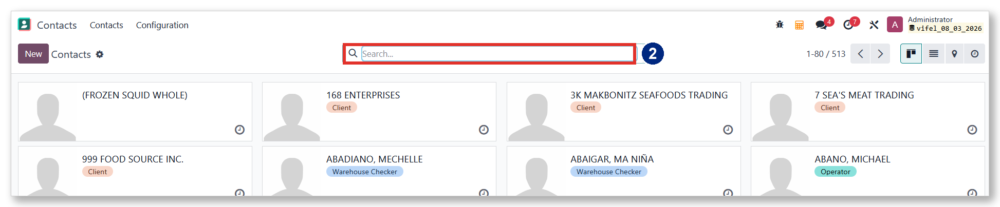 Contacts Contacts Configuration 4 7 A Administrator
vifel_08_03_2026
New Contacts Search... 2 1-80 / 513
(FROZEN SQUID WHOLE) 168 ENTERPRISES 3K MAKBONITZ SEAFOODS TRADING 7 SEA'S MEAT TRADING
Client Client Client
999 FOOD SOURCE INC. ABADIANO, MECHELLE ABAIGAR, MA NIÑA ABANO, MICHAEL
Client Warehouse Checker Warehouse Checker Operator